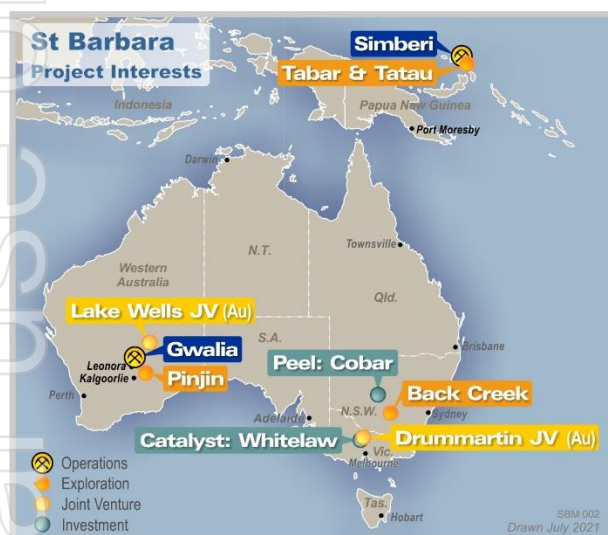 St Barbara
Project Interests
Simberi
Tabar & Tatau
Indonesia
Papua New Guinea
Port Moresby
Darwin
Townsville
N.T.
Western
Australia
Qld.
Lake Wells JV (Au)
S.A.
Brisbane
Gwalia
Leonora
Peel: Cobar
Kalgoorlie
Pinjin
Perth
Back Creek
N.S.W.
Adelaide
Sydney
Catalyst: Whitelaw
Drummartin JV (Au)
Vic.
Melbourne
Operations
Exploration
Joint Venture
Investment
Tas.
Hobart
SBM 002
Drawn July 2021